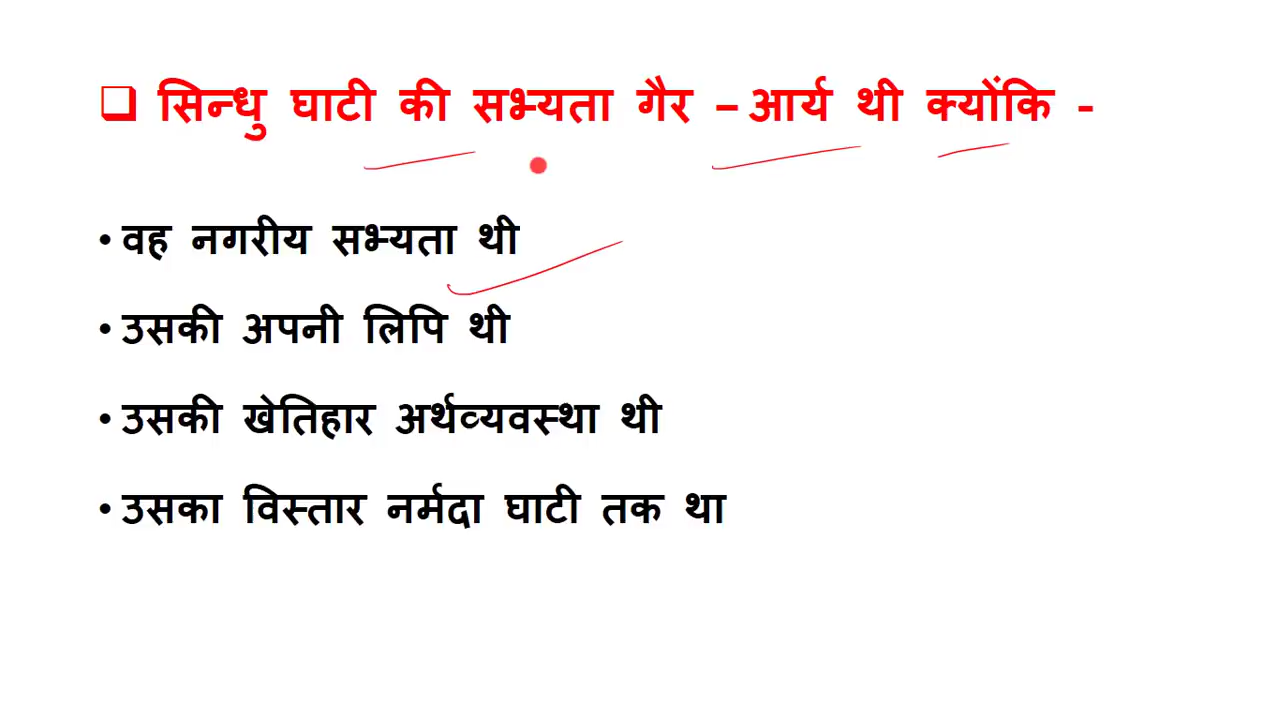 ❑ सिन्धु घाटी की सभ्यता गैर – आर्य थी क्योंकि -
• वह नगरीय सभ्यता थी
• उसकी अपनी लिपि थी
• उसकी खेतिहार अर्थव्यवस्था थी
• उसका विस्तार नर्मदा घाटी तक था